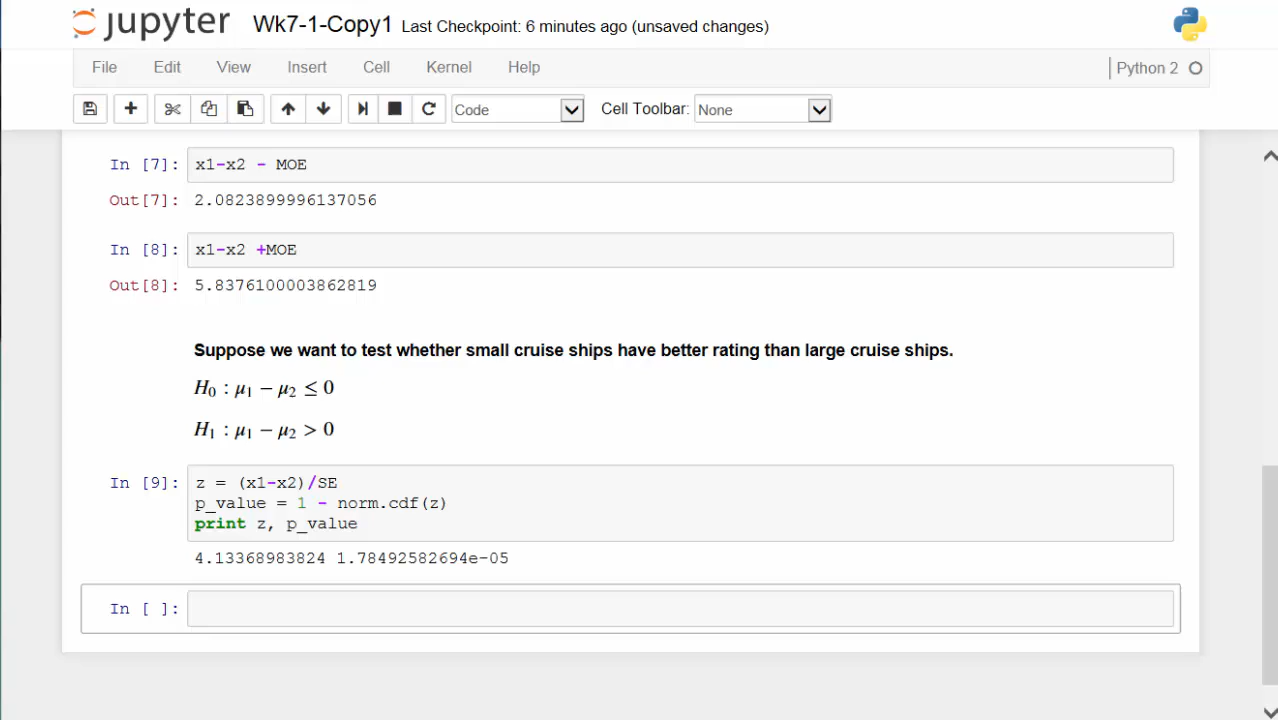 jupyter Wk7-1-Copy1 Last Checkpoint: 6 minutes ago (unsaved changes)
File Edit View Insert Cell Kernel Help Python 2
Code Cell Toolbar: None
In [7]: x1-x2 - MOE
Out[7]: 2.0823899996137056
In [8]: x1-x2 +MOE
Out[8]: 5.8376100003862819
Suppose we want to test whether small cruise ships have better rating than large cruise ships.
H₀ : μ₁ − μ₂ ≤ 0
H₁ : μ₁ − μ₂ > 0
In [9]: z = (x1-x2)/SE
p_value = 1 - norm.cdf(z)
print z, p_value
4.13368983824 1.78492582694e-05
In [ ]: